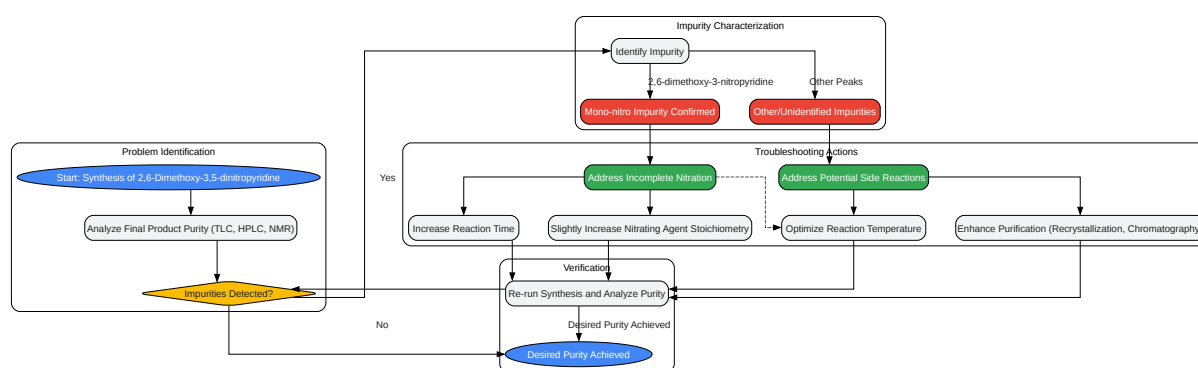 Impurity Characterization
Identify Impurity
2,6-dimethoxy-3-nitropyridine
Other Peaks
Mono-nitro Impurity Confirmed
Other/Unidentified Impurities
Problem Identification
Troubleshooting Actions
Start: Synthesis of 2,6-Dimethoxy-3,5-dinitropyridine
Yes
Address Incomplete Nitration
Address Potential Side Reactions
Analyze Final Product Purity (TLC, HPLC, NMR)
Increase Reaction Time
Slightly Increase Nitrating Agent Stoichiometry
Optimize Reaction Temperature
Enhance Purification (Recrystallization, Chromatography
Verification
Impurities Detected?
Re-run Synthesis and Analyze Purity
No
Desired Purity Achieved
Desired Purity Achieved